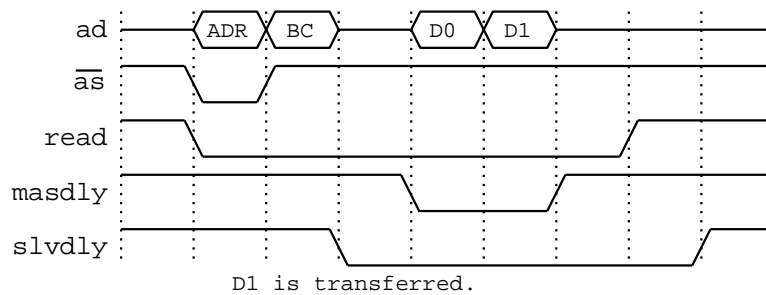 ad ADR BC D0 D1
as
read
masdly
slvdly
D1 is transferred.